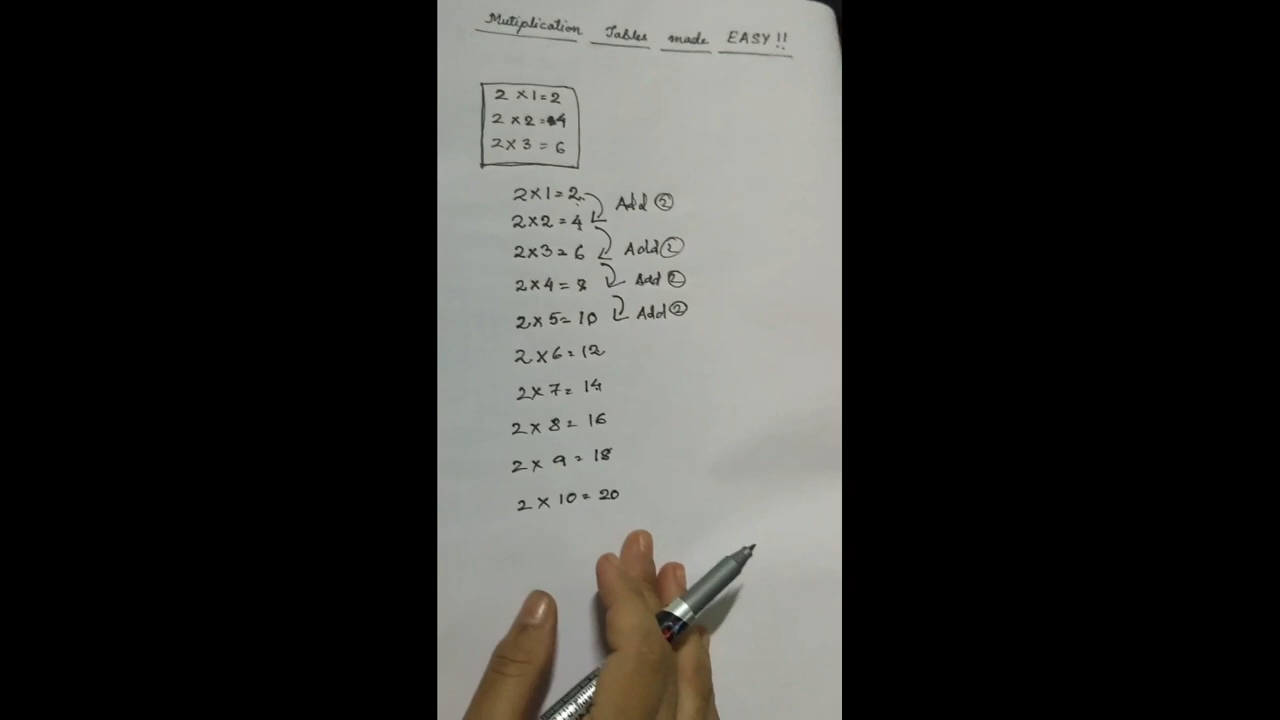 Mutiplication Tables made EASY!!
2 × 1 = 2
2 × 2 = 4
2 × 3 = 6
2 × 1 = 2
Add 2
2 × 2 = 4
2 × 3 = 6 Add 2
2 × 4 = 8 Add 2
2 × 5 = 10 Add 2
2 × 6 = 12
2 × 7 = 14
2 × 8 = 16
2 × 9 = 18
2 × 10 = 20